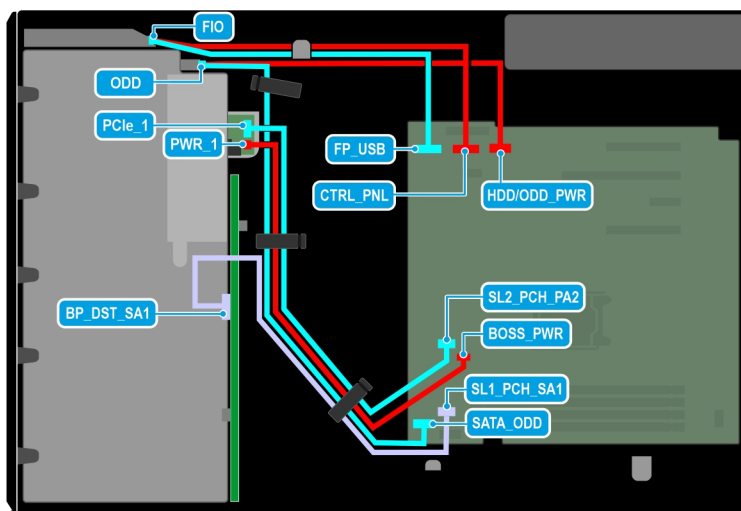 FIO
ODD
PCIe_1
PWR_1
FP_USB
CTRL_PNL
HDD/ODD_PWR
SL2_PCH_PA2
BP_DST_SA1
BOSS_PWR
SL1_PCH_SA1
SATA_ODD